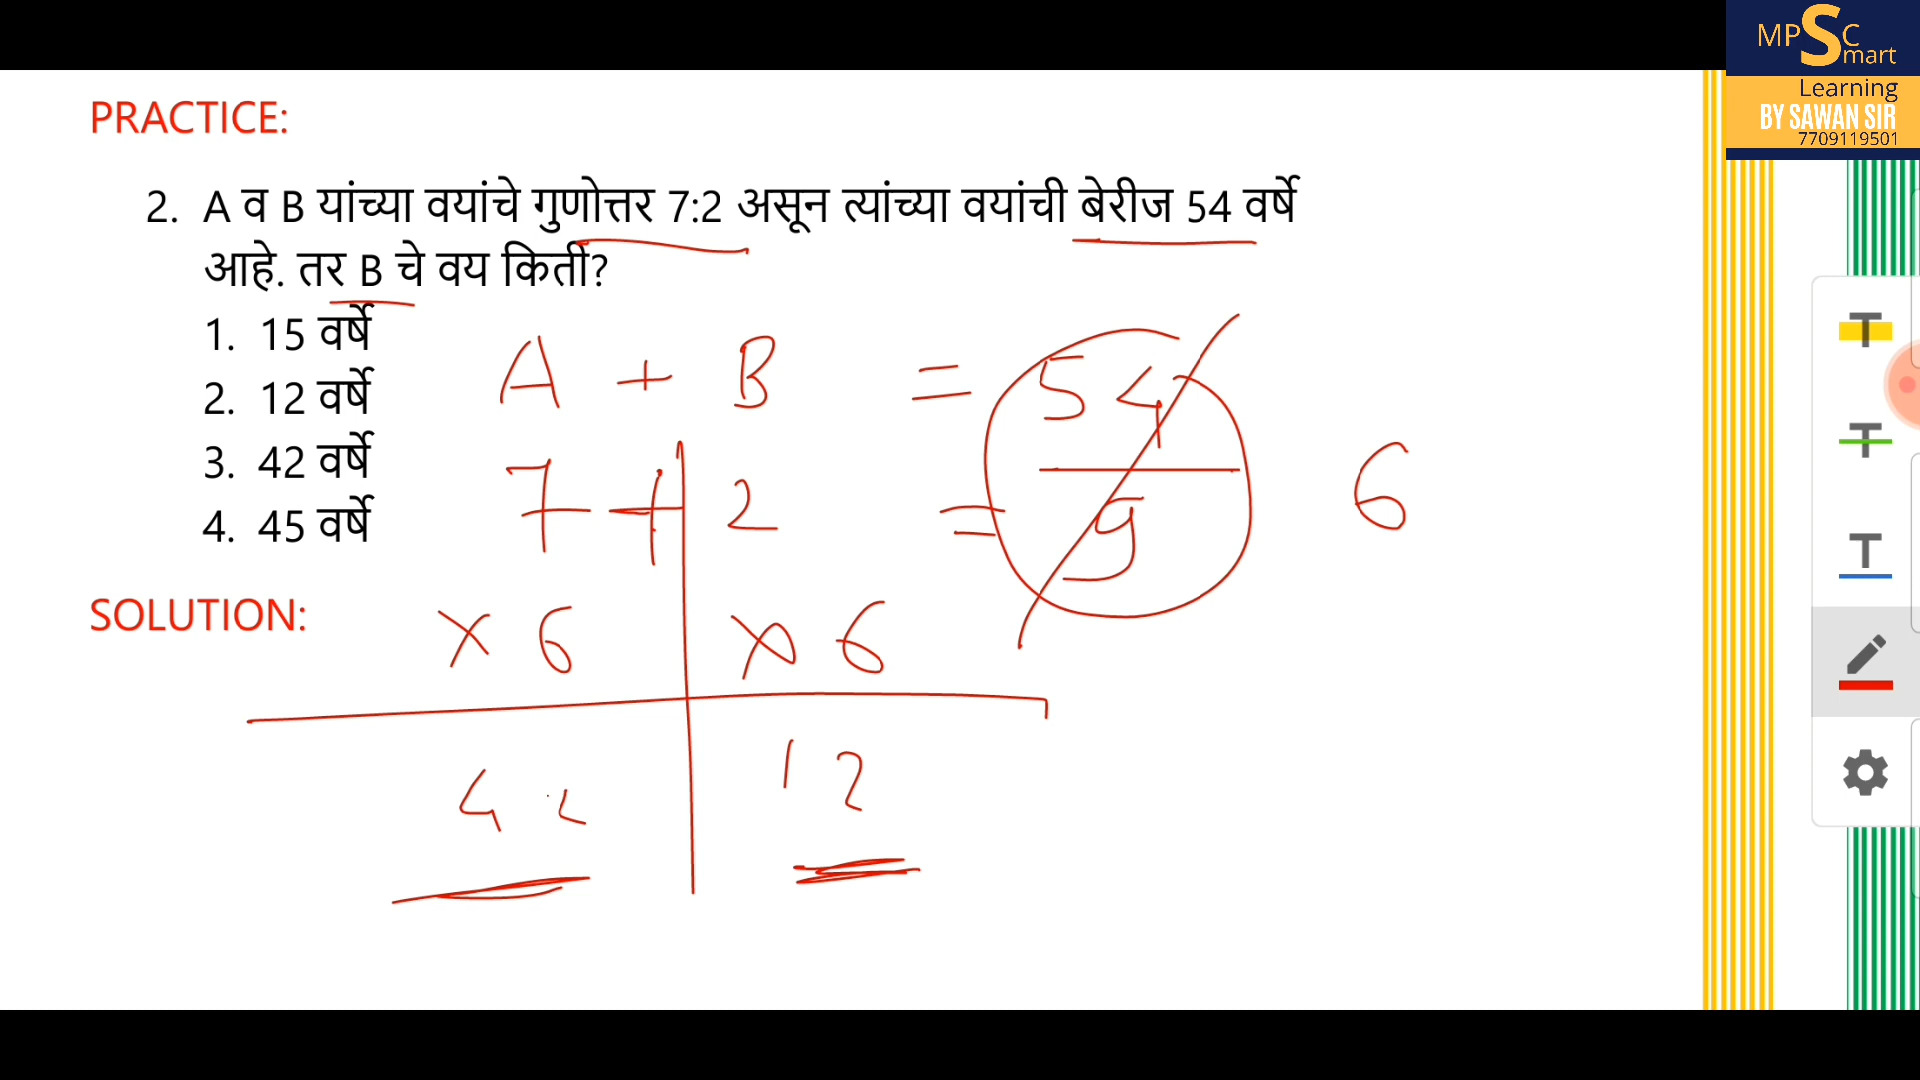 MPSC
mart
Learning
BY SAWAN SIR
7709119501
PRACTICE:
2. A व B यांच्या वयांचे गुणोत्तर 7:2 असून त्यांच्या वयांची बेरीज 54 वर्षे
आहे. तर B चे वय किती?
1. 15 वर्षे
2. 12 वर्षे
3. 42 वर्षे
4. 45 वर्षे
A + B = 54
7 + 2 = 9
6
SOLUTION:
× 6 × 6
42 12